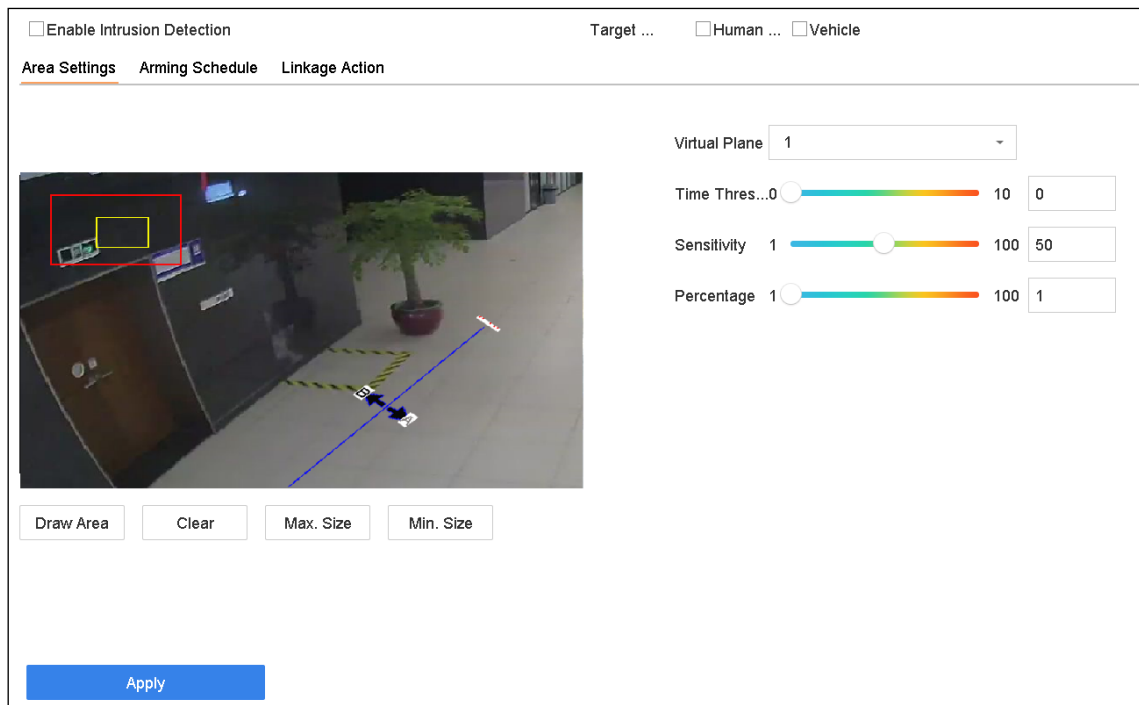 Enable Intrusion Detection Target ... Human ... Vehicle
Area Settings Arming Schedule Linkage Action
Virtual Plane 1
Time Thres...0 10 0
Sensitivity 1 100 50
Percentage 1 100 1
B
A
Draw Area Clear Max. Size Min. Size
Apply